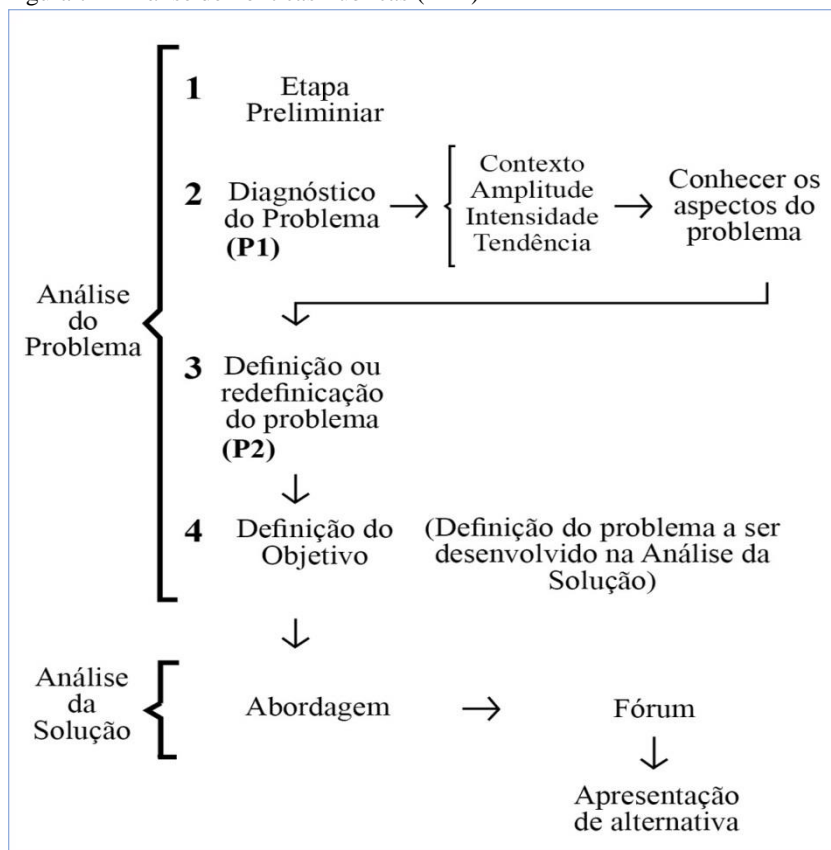 1 Etapa
Preliminiar
2 Diagnóstico
do Problema
(P1)
Contexto
Amplitude
Intensidade
Tendência
Conhecer os
aspectos do
problema
Análise
do
Problema
3 Definição ou
redefinicação
do problema
(P2)
4 Definição do
Objetivo
(Definição do problema a ser
desenvolvido na Análise da
Solução)
Análise
da
Solução
Abordagem
Fórum
Apresentação
de alternativa